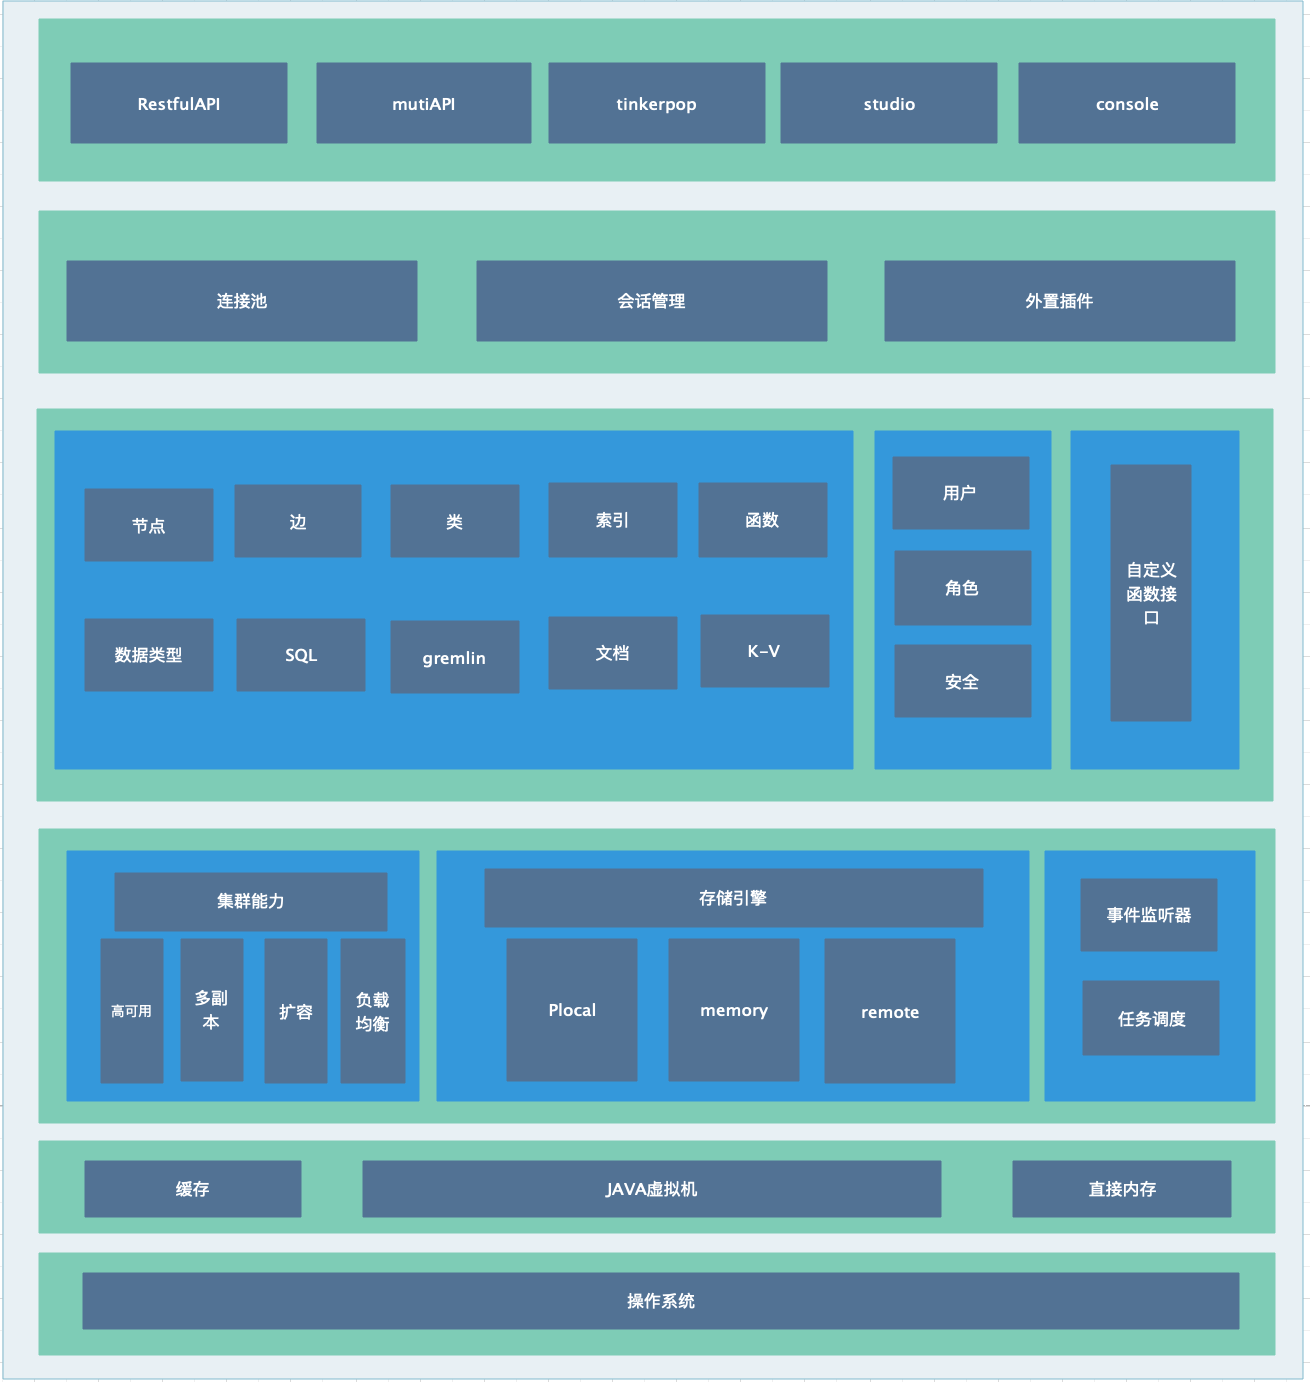 RestfulAPI
mutiAPI
tinkerpop
studio
console
连接池
会话管理
外置插件
节点
边
类
索引
函数
数据类型
SQL
gremlin
文档
K-V
用户
角色
安全
自定义
函数接
口
集群能力
高可用
多副
本
扩容
负载
均衡
存储引擎
Plocal
memory
remote
事件监听器
任务调度
缓存
JAVA虚拟机
直接内存
操作系统